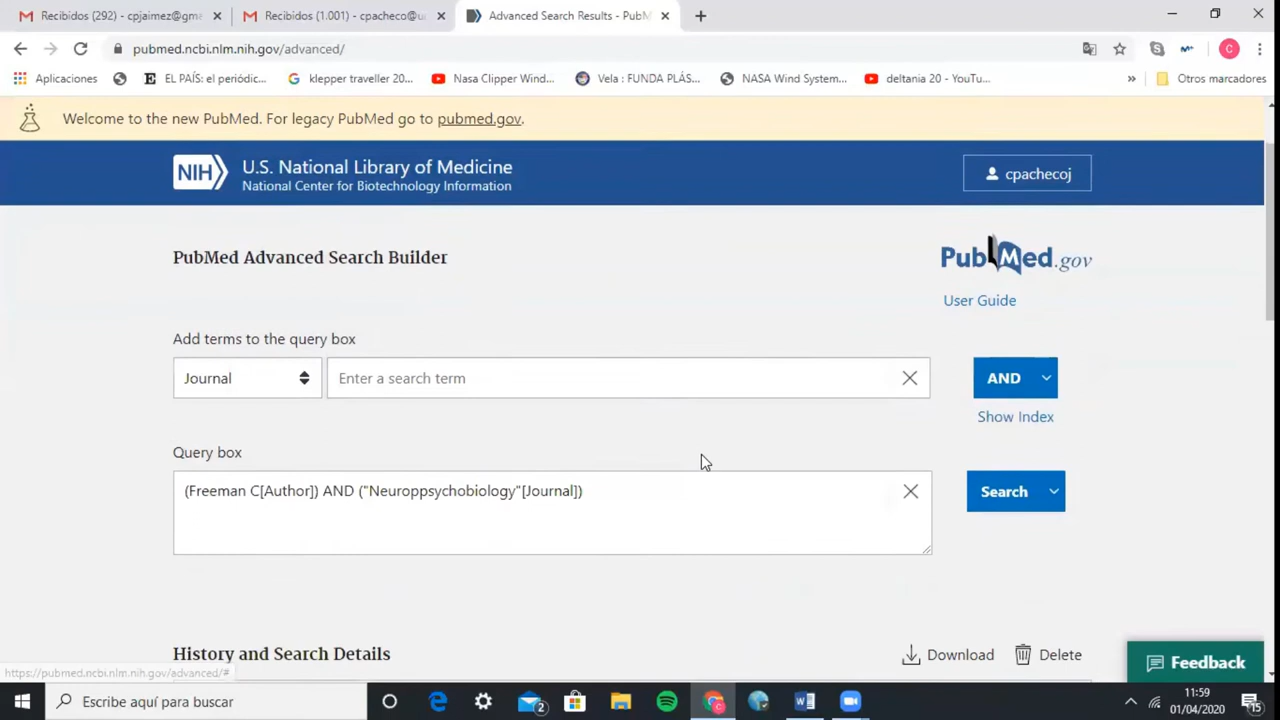 Recibidos (292) - cpjaimez@gma
Recibidos (1.001) - cpacheco@u
Advanced Search Results - PubM
pubmed.ncbi.nlm.nih.gov/advanced/
C
Aplicaciones
EL PAÍS: el periódic...
klepper traveller 20...
Nasa Clipper Wind...
Vela : FUNDA PLÁS...
NASA Wind System...
deltania 20 - YouTu...
»
Otros marcadores
Welcome to the new PubMed. For legacy PubMed go to pubmed.gov.
NIH
U.S. National Library of Medicine
National Center for Biotechnology Information
cpachecoj
PubMed Advanced Search Builder
PubMed.gov
User Guide
Add terms to the query box
Journal
Enter a search term
AND
Show Index
Query box
(Freeman C[Author]) AND ("Neuroppsychobiology"[Journal])
Search
History and Search Details
Download
Delete
Feedback
https://pubmed.ncbi.nlm.nih.gov/advanced/#
Escribe aquí para buscar
2
11:59
01/04/2020
15